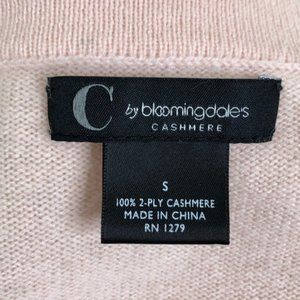 C by bloomingdale's
CASHMERE
S
100% 2-PLY CASHMERE
MADE IN CHINA
RN 1279